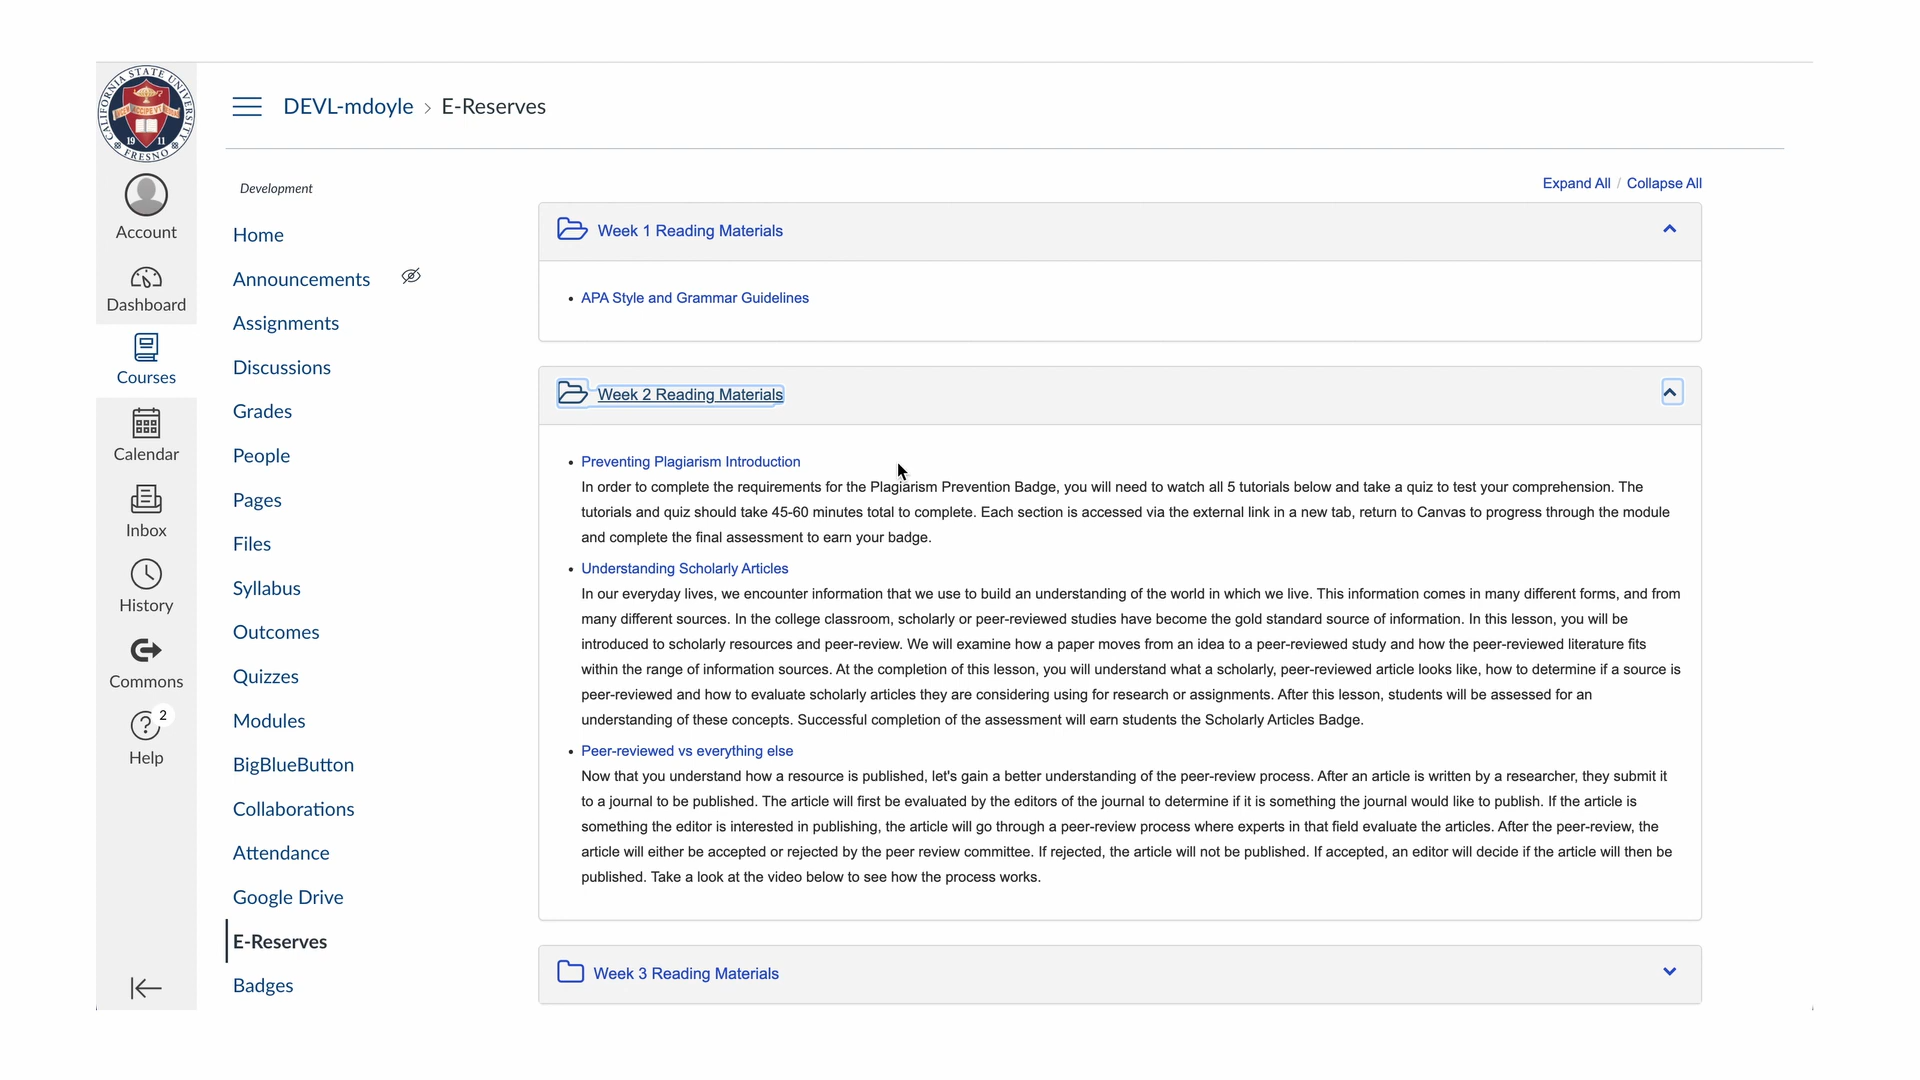 CALIFORNIA STATE UNIVERSITY
19 11
FRESNO
DEVL-mdoyle > E-Reserves
Account
Dashboard
Courses
Calendar
Inbox
History
Commons
2
Help
Development
Home
Announcements
Assignments
Discussions
Grades
People
Pages
Files
Syllabus
Outcomes
Quizzes
Modules
BigBlueButton
Collaborations
Attendance
Google Drive
E-Reserves
Badges
Expand All / Collapse All
Week 1 Reading Materials
• APA Style and Grammar Guidelines
Week 2 Reading Materials
• Preventing Plagiarism Introduction
In order to complete the requirements for the Plagiarism Prevention Badge, you will need to watch all 5 tutorials below and take a quiz to test your comprehension. The
tutorials and quiz should take 45-60 minutes total to complete. Each section is accessed via the external link in a new tab, return to Canvas to progress through the module
and complete the final assessment to earn your badge.
• Understanding Scholarly Articles
In our everyday lives, we encounter information that we use to build an understanding of the world in which we live. This information comes in many different forms, and from
many different sources. In the college classroom, scholarly or peer-reviewed studies have become the gold standard source of information. In this lesson, you will be
introduced to scholarly resources and peer-review. We will examine how a paper moves from an idea to a peer-reviewed study and how the peer-reviewed literature fits
within the range of information sources. At the completion of this lesson, you will understand what a scholarly, peer-reviewed article looks like, how to determine if a source is
peer-reviewed and how to evaluate scholarly articles they are considering using for research or assignments. After this lesson, students will be assessed for an
understanding of these concepts. Successful completion of the assessment will earn students the Scholarly Articles Badge.
• Peer-reviewed vs everything else
Now that you understand how a resource is published, let's gain a better understanding of the peer-review process. After an article is written by a researcher, they submit it
to a journal to be published. The article will first be evaluated by the editors of the journal to determine if it is something the journal would like to publish. If the article is
something the editor is interested in publishing, the article will go through a peer-review process where experts in that field evaluate the articles. After the peer-review, the
article will either be accepted or rejected by the peer review committee. If rejected, the article will not be published. If accepted, an editor will decide if the article will then be
published. Take a look at the video below to see how the process works.
Week 3 Reading Materials